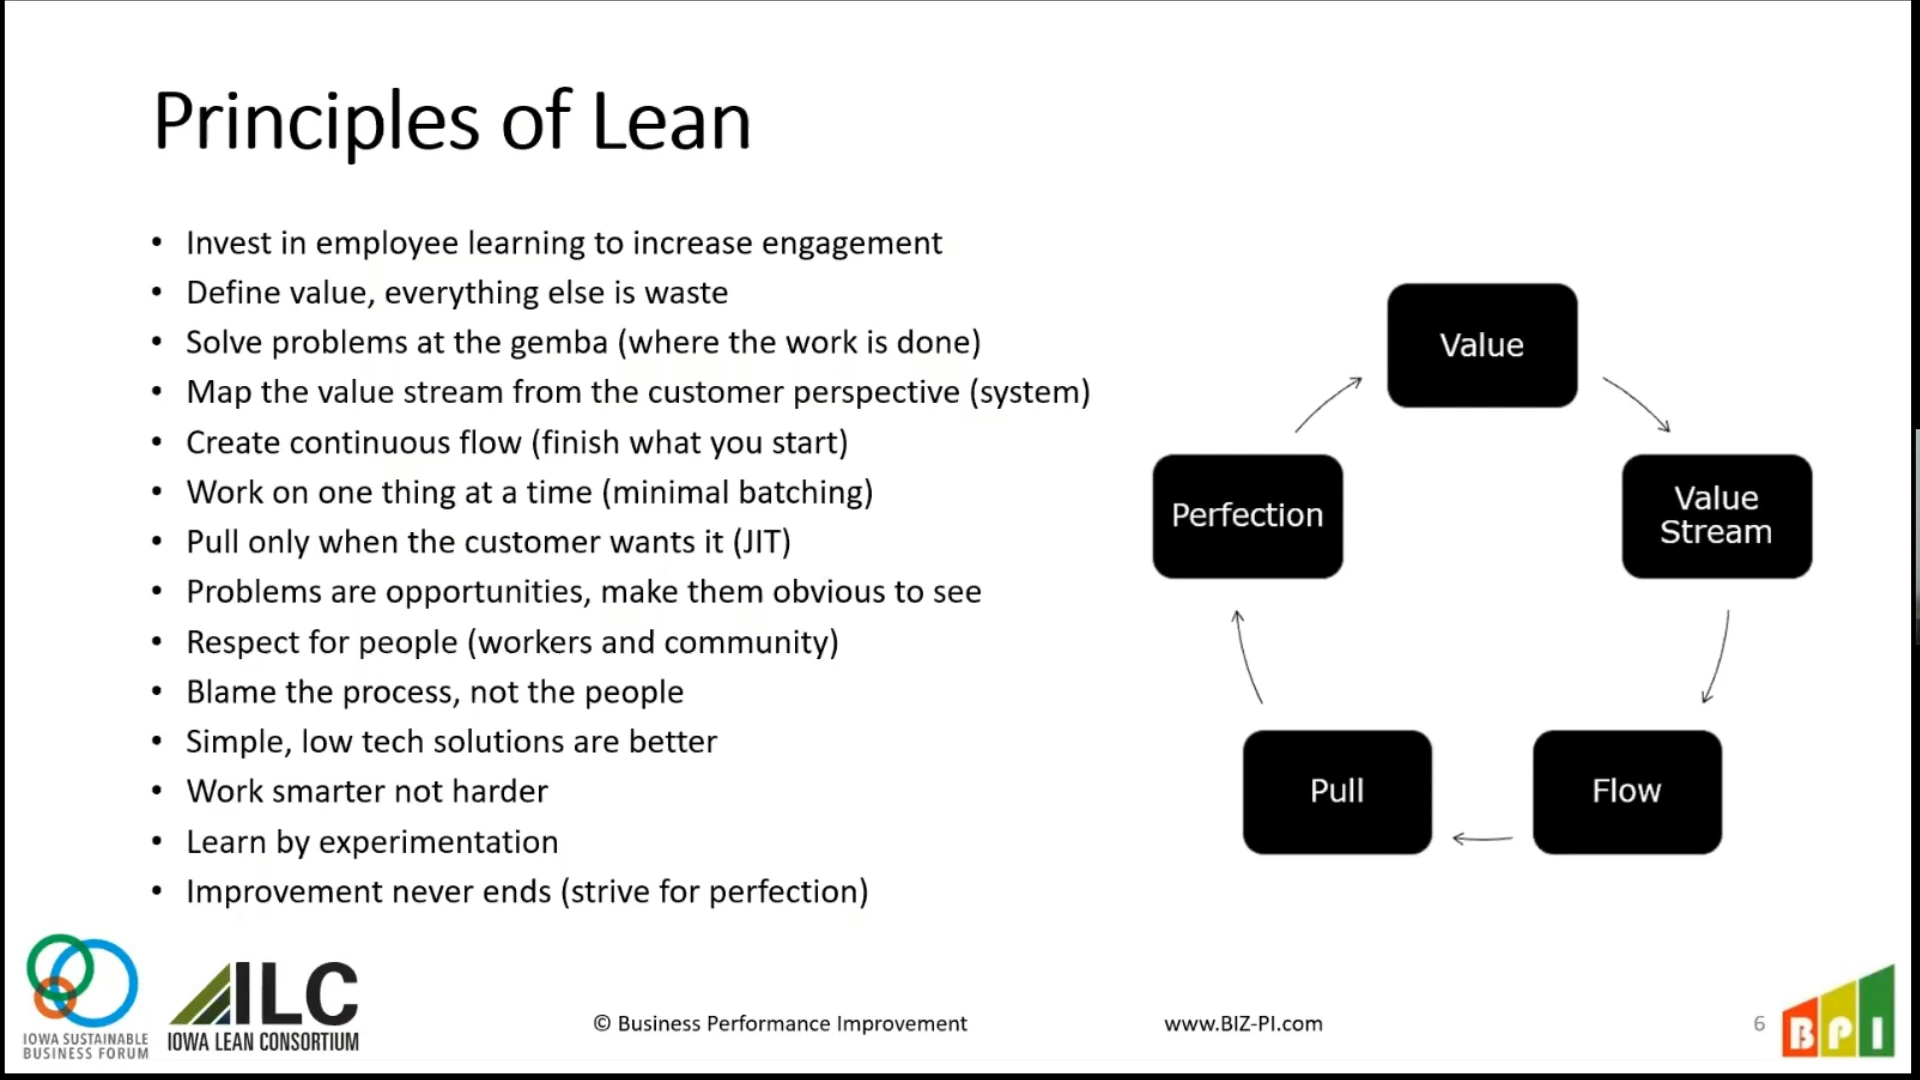 Principles of Lean
• Invest in employee learning to increase engagement
• Define value, everything else is waste
• Solve problems at the gemba (where the work is done)
• Map the value stream from the customer perspective (system)
• Create continuous flow (finish what you start)
• Work on one thing at a time (minimal batching)
• Pull only when the customer wants it (JIT)
• Problems are opportunities, make them obvious to see
• Respect for people (workers and community)
• Blame the process, not the people
• Simple, low tech solutions are better
• Work smarter not harder
• Learn by experimentation
• Improvement never ends (strive for perfection)
Value
Value
Stream
Flow
Pull
Perfection
IOWA SUSTAINABLE
BUSINESS FORUM
ILC
IOWA LEAN CONSORTIUM
© Business Performance Improvement
www.BIZ-PI.com
6
BPI